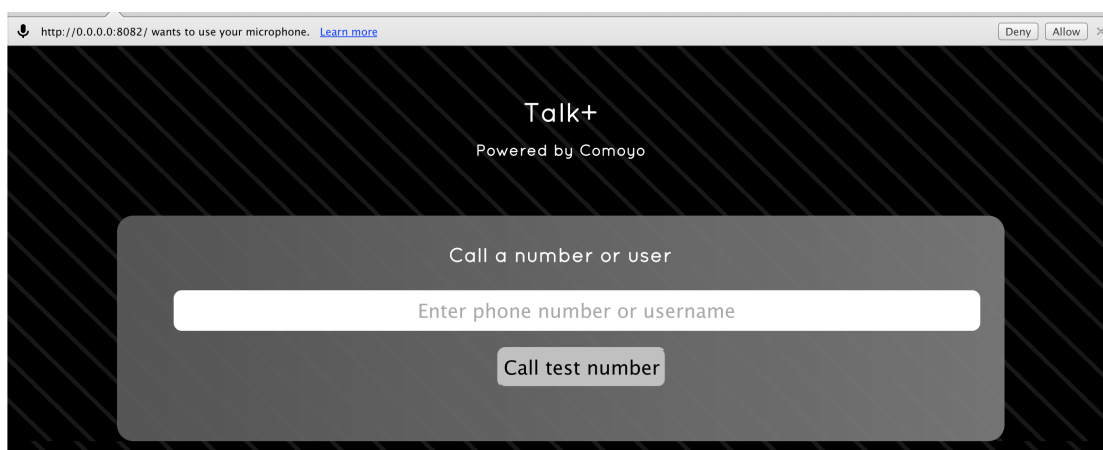 http://0.0.0.0:8082/ wants to use your microphone. Learn more Deny Allow
Talk+
Powered by Comoyo
Call a number or user
Enter phone number or username
Call test number